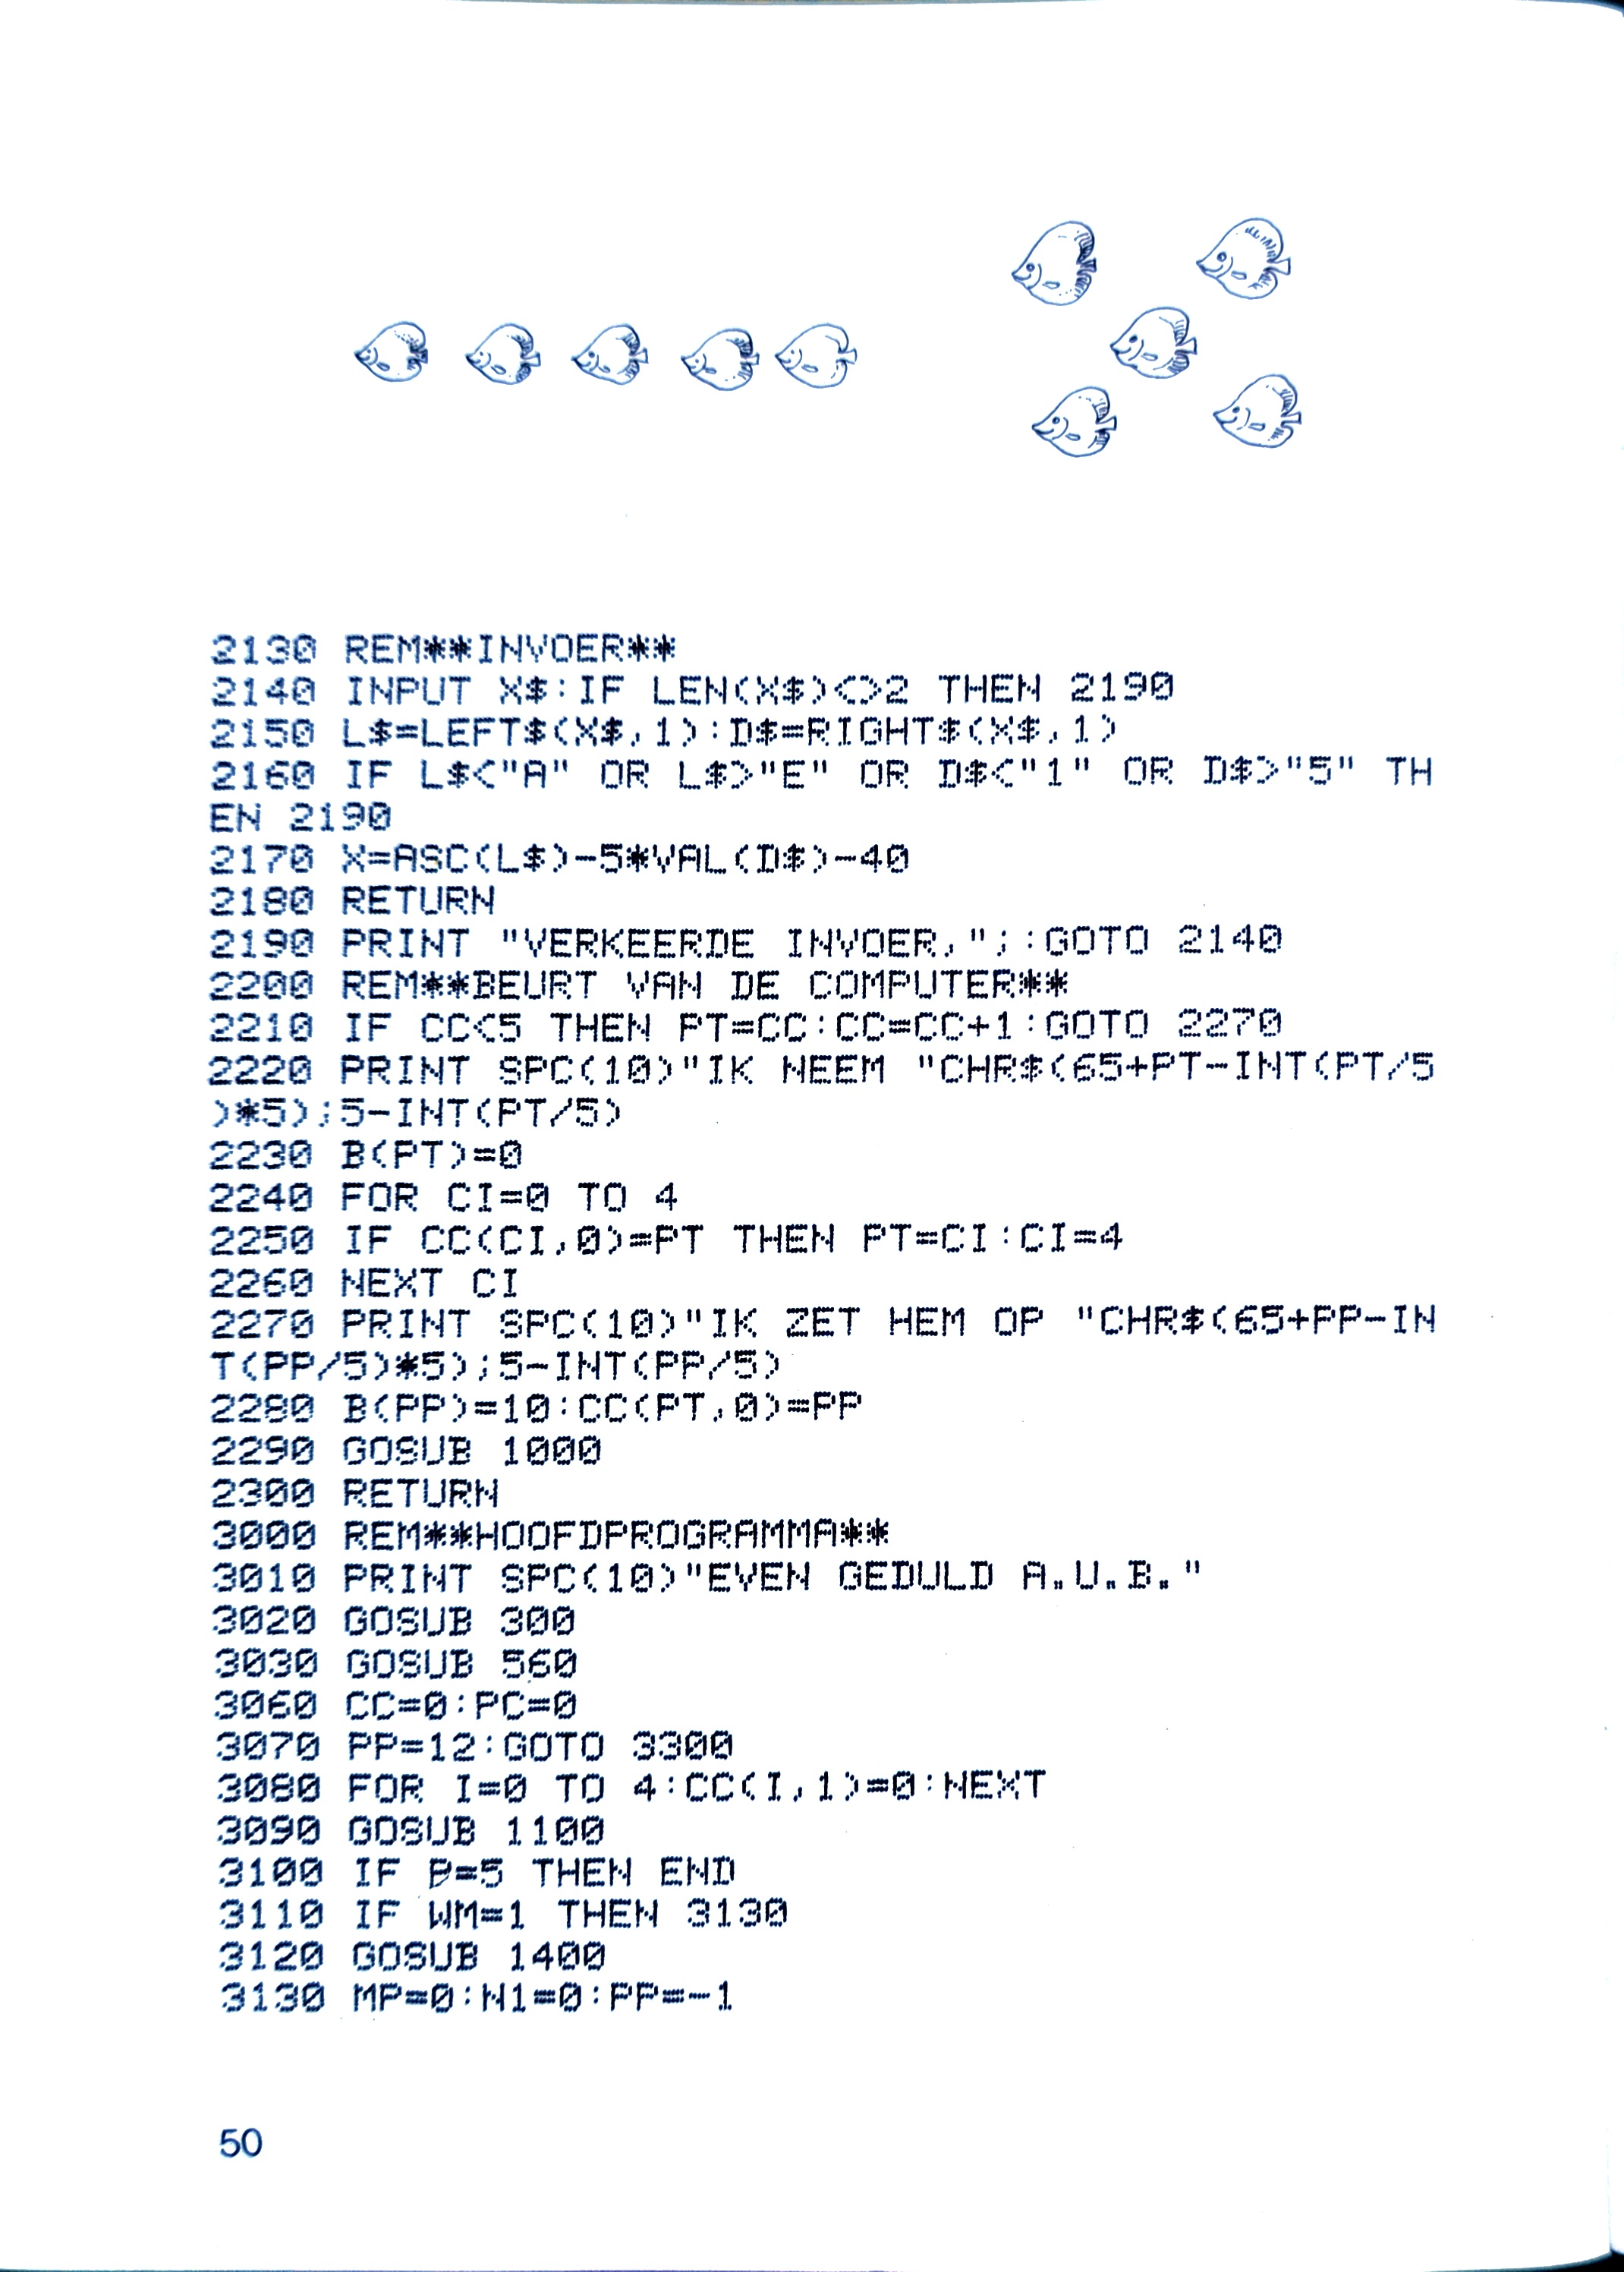 2130 REM**INVOER**
2140 INPUT X$:IF LEN(X$)<>2 THEN 2190
2150 L$=LEFT$(X$,1):D$=RIGHT$(X$,1)
2160 IF L$<"A" OR L$>"E" OR D$<"1" OR D$>"5" TH
EN 2190
2170 X=ASC(L$)-5*VAL(D$)-40
2180 RETURN
2190 PRINT "VERKEERDE INVOER,";:GOTO 2140
2200 REM**BEURT VAN DE COMPUTER**
2210 IF CC<5 THEN PT=CC:CC=CC+1:GOTO 2270
2220 PRINT SPC(10)"IK NEEM "CHR$(65+PT-INT(PT/5
)*5);5-INT(PT/5)
2230 B(PT)=0
2240 FOR CI=0 TO 4
2250 IF CC(CI,0)=PT THEN PT=CI:CI=4
2260 NEXT CI
2270 PRINT SPC(10)"IK ZET HEM OP "CHR$(65+PP-IN
T(PP/5)*5);5-INT(PP/5)
2280 B(PP)=10:CC(PT,0)=PP
2290 GOSUB 1000
2300 RETURN
3000 REM**HOOFDPROGRAMMA**
3010 PRINT SPC(10)"EVEN GEDULD A.U.B."
3020 GOSUB 300
3030 GOSUB 560
3060 CC=0:PC=0
3070 PP=12:GOTO 3300
3080 FOR I=0 TO 4:CC(I,1)=0:NEXT
3090 GOSUB 1100
3100 IF P=5 THEN END
3110 IF WM=1 THEN 3130
3120 GOSUB 1400
3130 MP=0:N1=0:PP=-1
50